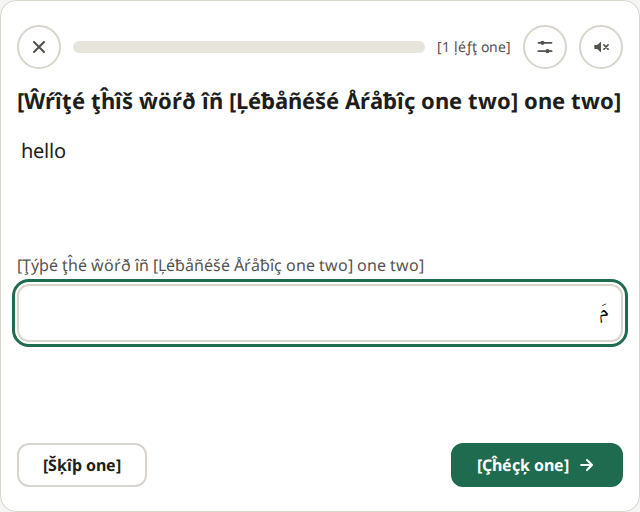 [1 ļéƒţ one]
[Ŵŕîţé ţĥîš ŵöŕð îñ [Ļéƀåñéšé Åŕåƀîç one two] one two]
hello
[Ţýþé ţĥé ŵöŕð îñ [Ļéƀåñéšé Åŕåƀîç one two] one two]
مَ
[Šķîþ one]
[Çĥéçķ one]